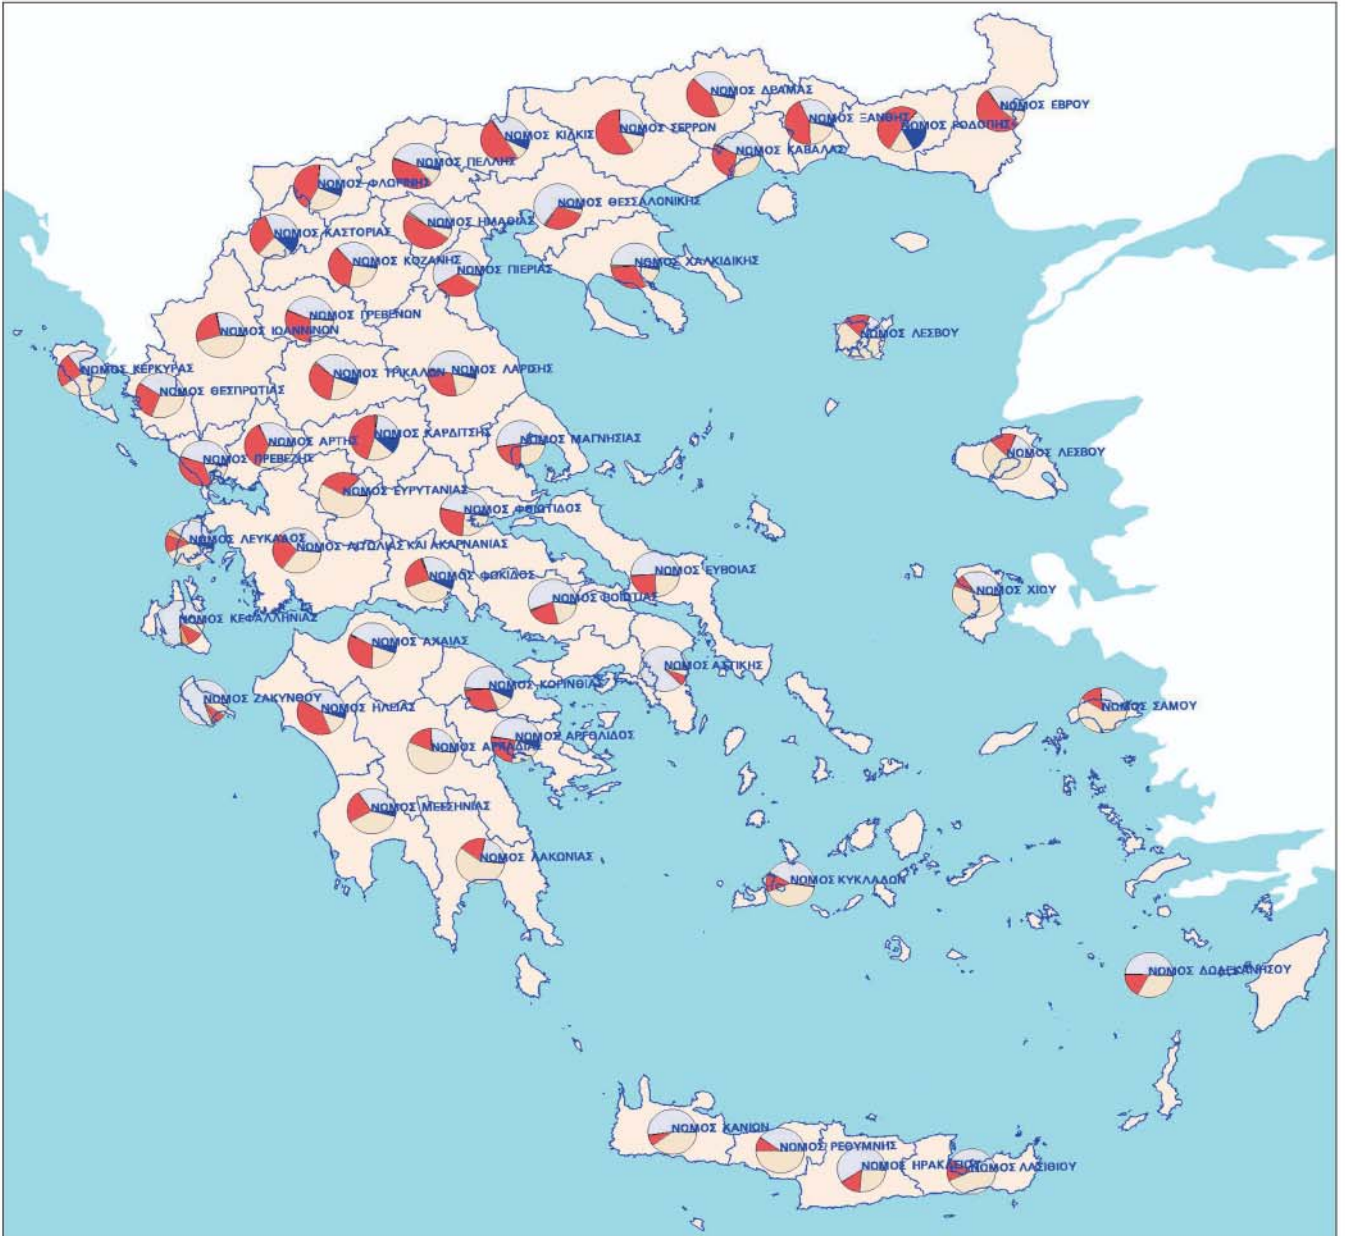 ΝΟΜΟΣ ΔΡΑΜΑΣ
ΝΟΜΟΣ ΕΒΡΟΥ
ΝΟΜΟΣ ΞΑΝΘΗΣ
ΝΟΜΟΣ ΡΟΔΟΠΗΣ
ΝΟΜΟΣ ΣΕΡΡΩΝ
ΝΟΜΟΣ ΚΙΛΚΙΣ
ΝΟΜΟΣ ΚΑΒΑΛΑΣ
ΝΟΜΟΣ ΠΕΛΛΗΣ
ΝΟΜΟΣ ΦΛΩΡΙΝΗΣ
ΝΟΜΟΣ ΘΕΣΣΑΛΟΝΙΚΗΣ
ΝΟΜΟΣ ΗΜΑΘΙΑΣ
ΝΟΜΟΣ ΚΑΣΤΟΡΙΑΣ
ΝΟΜΟΣ ΚΟΖΑΝΗΣ
ΝΟΜΟΣ ΧΑΛΚΙΔΙΚΗΣ
ΝΟΜΟΣ ΠΙΕΡΙΑΣ
ΝΟΜΟΣ ΓΡΕΒΕΝΩΝ
ΝΟΜΟΣ ΙΩΑΝΝΙΝΩΝ
ΝΟΜΟΣ ΛΕΣΒΟΥ
ΝΟΜΟΣ ΚΕΡΚΥΡΑΣ
ΝΟΜΟΣ ΤΡΙΚΑΛΩΝ
ΝΟΜΟΣ ΛΑΡΙΣΗΣ
ΝΟΜΟΣ ΘΕΣΠΡΩΤΙΑΣ
ΝΟΜΟΣ ΚΑΡΔΙΤΣΗΣ
ΝΟΜΟΣ ΑΡΤΗΣ
ΝΟΜΟΣ ΜΑΓΝΗΣΙΑΣ
ΝΟΜΟΣ ΛΕΣΒΟΥ
ΝΟΜΟΣ ΠΡΕΒΕΖΗΣ
ΝΟΜΟΣ ΕΥΡΥΤΑΝΙΑΣ
ΝΟΜΟΣ ΦΘΙΩΤΙΔΟΣ
ΝΟΜΟΣ ΛΕΥΚΑΔΟΣ
ΝΟΜΟΣ ΑΙΤΩΛΙΑΣ ΚΑΙ ΑΚΑΡΝΑΝΙΑΣ
ΝΟΜΟΣ ΕΥΒΟΙΑΣ
ΝΟΜΟΣ ΦΩΚΙΔΟΣ
ΝΟΜΟΣ ΧΙΟΥ
ΝΟΜΟΣ ΒΟΙΩΤΙΑΣ
ΝΟΜΟΣ ΚΕΦΑΛΛΗΝΙΑΣ
ΝΟΜΟΣ ΑΧΑΙΑΣ
ΝΟΜΟΣ ΑΤΤΙΚΗΣ
ΝΟΜΟΣ ΚΟΡΙΝΘΙΑΣ
ΝΟΜΟΣ ΖΑΚΥΝΘΟΥ
ΝΟΜΟΣ ΗΛΕΙΑΣ
ΝΟΜΟΣ ΣΑΜΟΥ
ΝΟΜΟΣ ΑΡΓΟΛΙΔΟΣ
ΝΟΜΟΣ ΑΡΚΑΔΙΑΣ
ΝΟΜΟΣ ΜΕΣΣΗΝΙΑΣ
ΝΟΜΟΣ ΛΑΚΩΝΙΑΣ
ΝΟΜΟΣ ΚΥΚΛΑΔΩΝ
ΝΟΜΟΣ ΔΩΔΕΚΑΝΗΣΟΥ
ΝΟΜΟΣ ΧΑΝΙΩΝ
ΝΟΜΟΣ ΡΕΘΥΜΝΗΣ
ΝΟΜΟΣ ΗΡΑΚΛΕΙΟΥ
ΝΟΜΟΣ ΛΑΣΙΘΙΟΥ